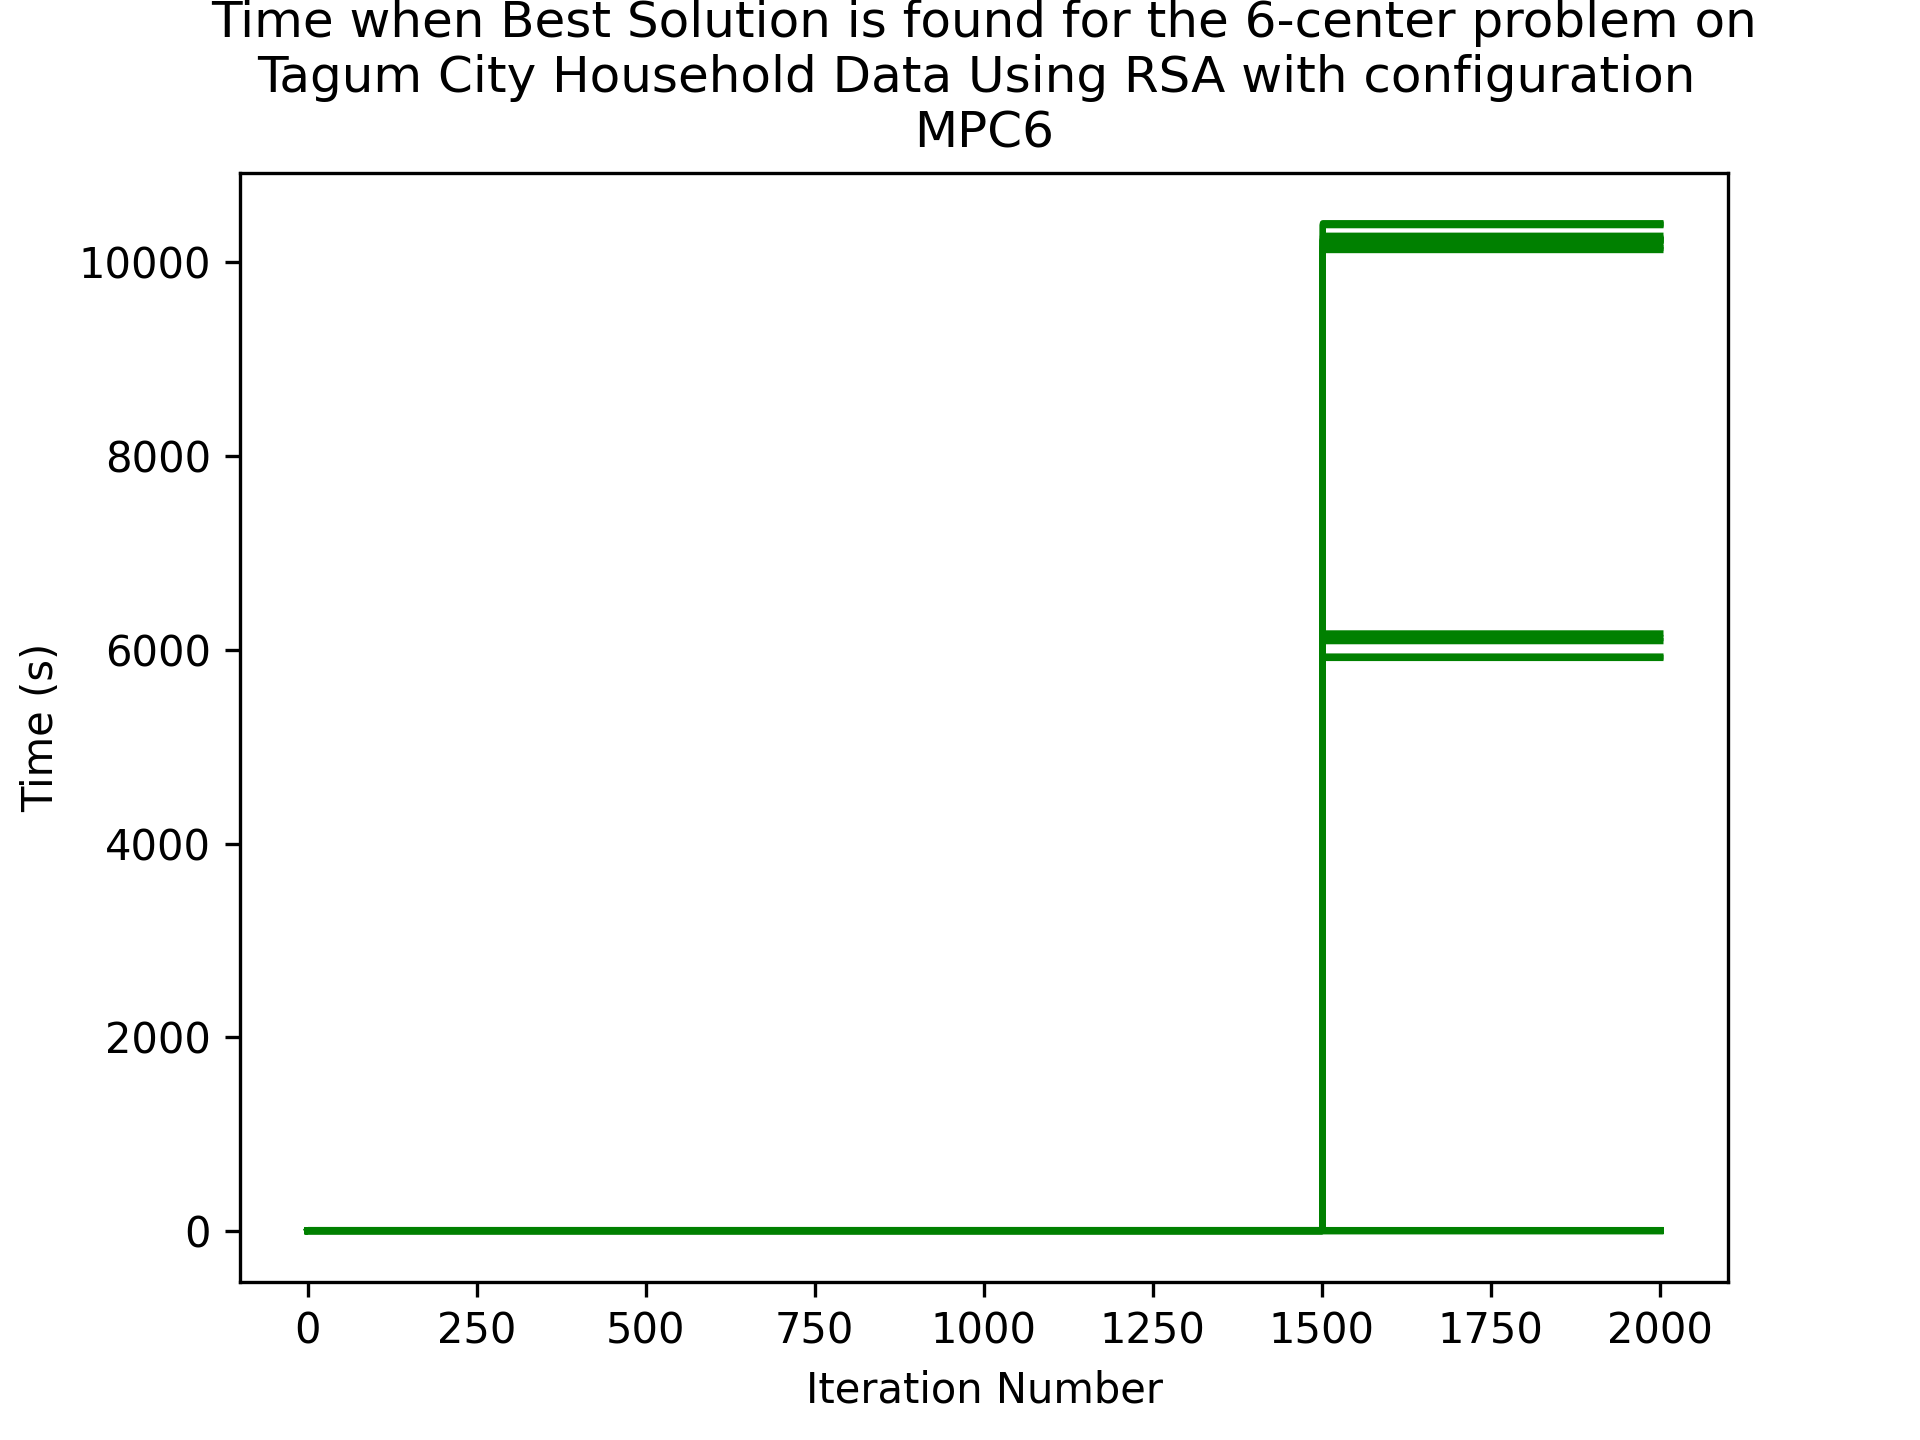 Time when Best Solution is found for the 6-center problem on
Tagum City Household Data Using RSA with configuration
MPC6
10000
8000
6000
4000
2000
0
Time (s)
0 250 500 750 1000 1250 1500 1750 2000
Iteration Number